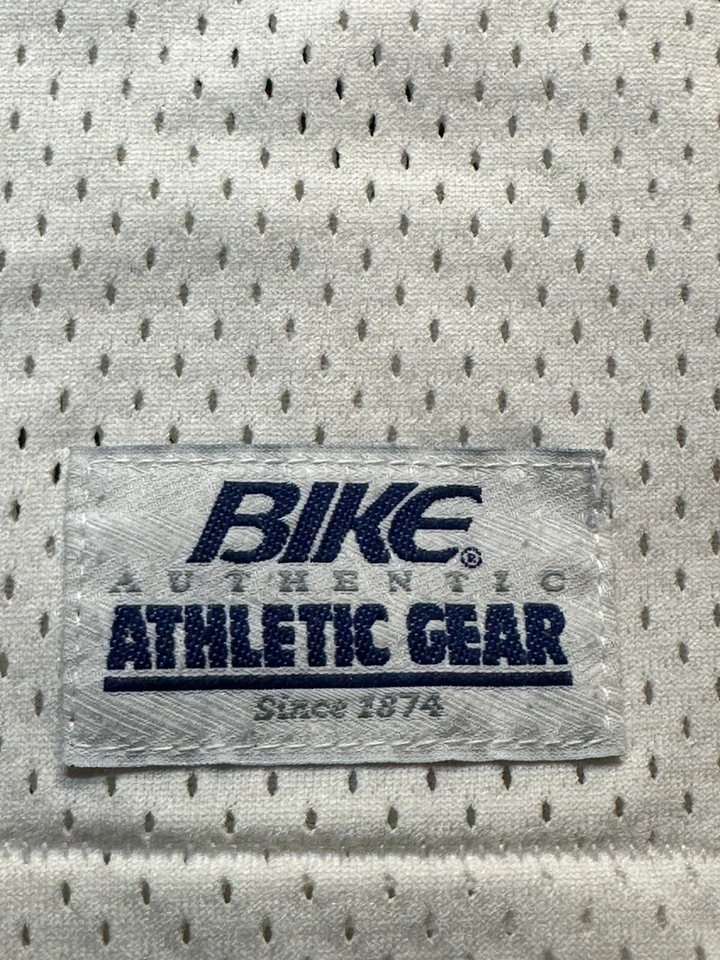 BIKE®
AUTHENTIC
ATHLETIC GEAR
Since 1874